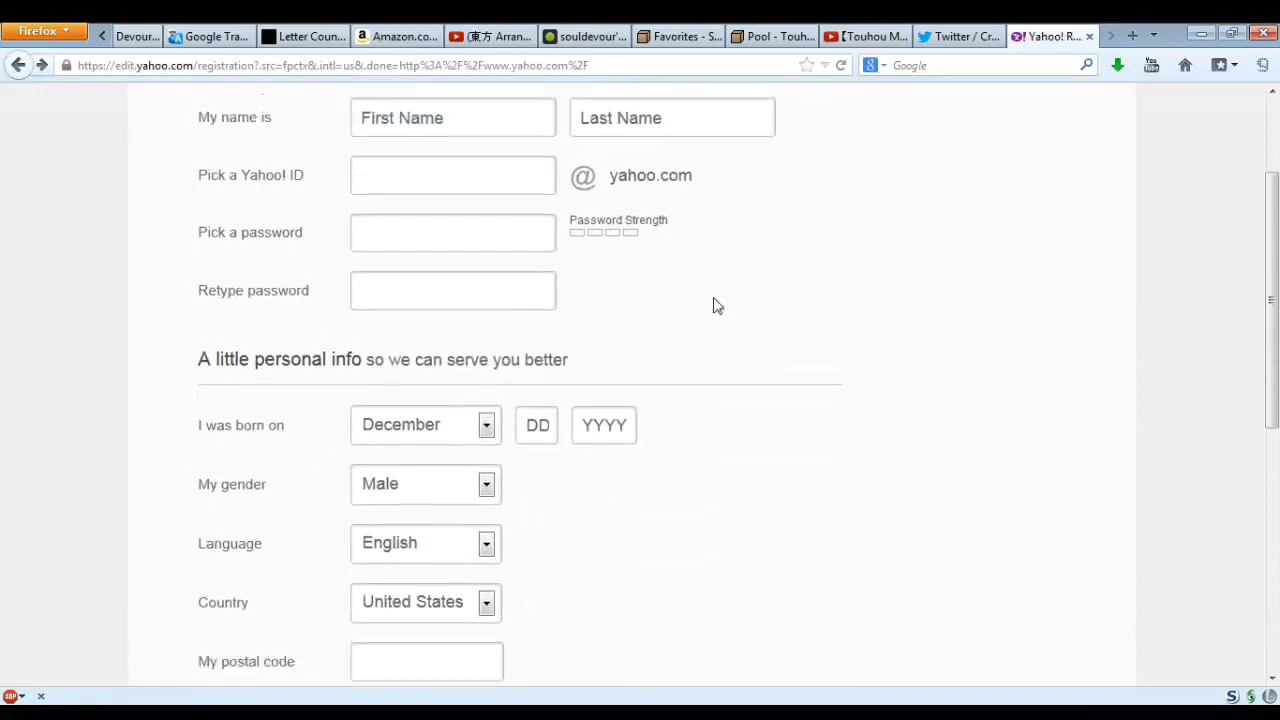 Firefox
Devour
Google Tra...
Letter Coun...
Amazon.co...
(東方 Arran...
souldevour'...
Favorites - S...
Pool - Touh...
【Touhou M...
Twitter / Cr...
Yahoo! R...
https://edit.yahoo.com/registration?.src=fpctx&.intl=us&.done=http%3A%2F%2Fwww.yahoo.com%2F
Google
My name is First Name Last Name
Pick a Yahoo! ID @ yahoo.com
Pick a password Password Strength
Retype password
A little personal info so we can serve you better
I was born on December DD YYYY
My gender Male
Language English
Country United States
My postal code
ABP